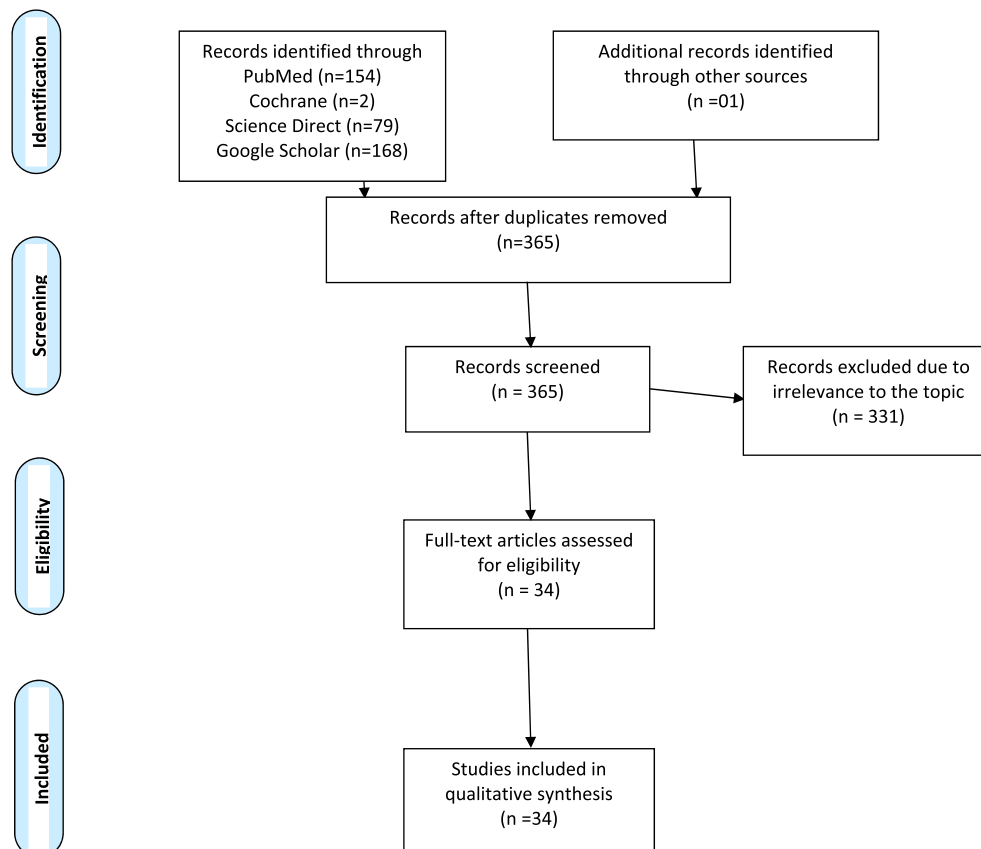 Identification
Records identified through
PubMed (n=154)
Cochrane (n=2)
Science Direct (n=79)
Google Scholar (n=168)
Additional records identified
through other sources
(n =01)
Records after duplicates removed
(n=365)
Screening
Records screened
(n = 365)
Records excluded due to
irrelevance to the topic
(n = 331)
Eligibility
Full-text articles assessed
for eligibility
(n = 34)
Included
Studies included in
qualitative synthesis
(n =34)